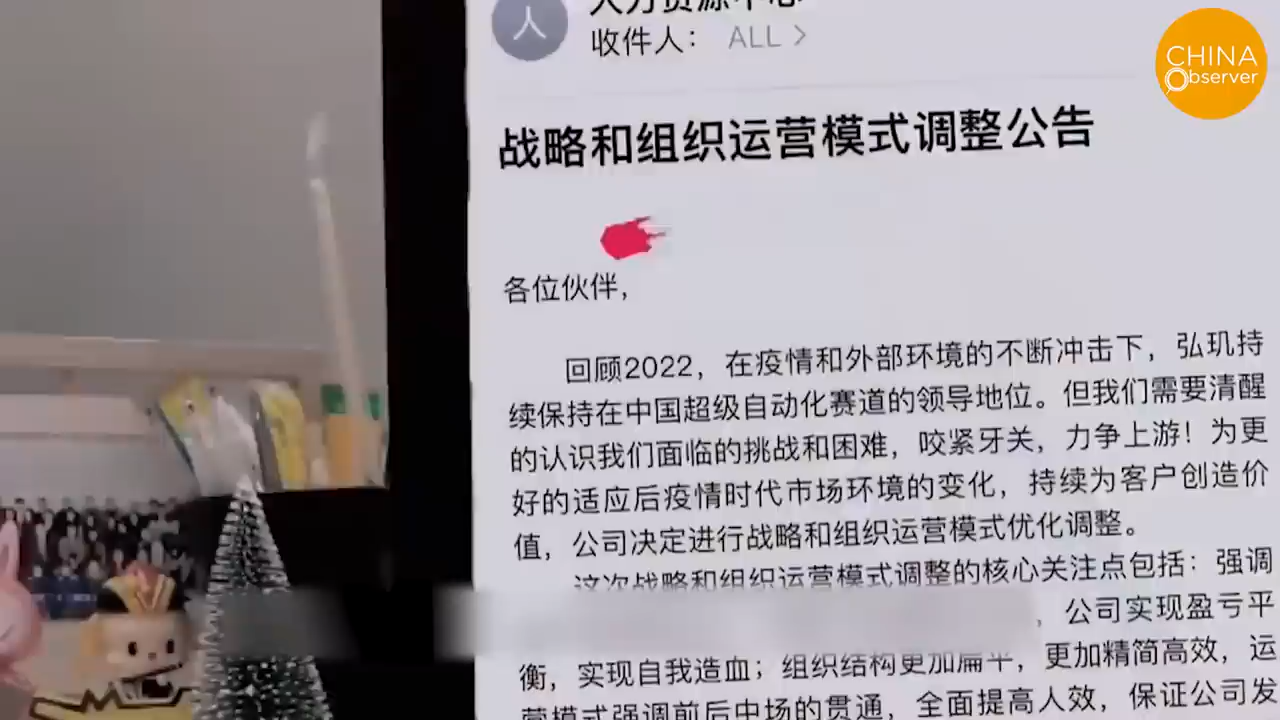 人力资源中心
收件人： ALL >
CHINA
Observer
战略和组织运营模式调整公告
各位伙伴，
回顾2022，在疫情和外部环境的不断冲击下，弘玑持
续保持在中国超级自动化赛道的领导地位。但我们需要清醒
的认识我们面临的挑战和困难，咬紧牙关，力争上游！为更
好的适应后疫情时代市场环境的变化，持续为客户创造价
值，公司决定进行战略和组织运营模式优化调整。
这次战略和组织运营模式调整的核心关注点包括：强调
，公司实现盈亏平
衡，实现自我造血；组织结构更加扁平，更加精简高效，运
营模式强调前后中场的贯通，全面提高人效，保证公司发